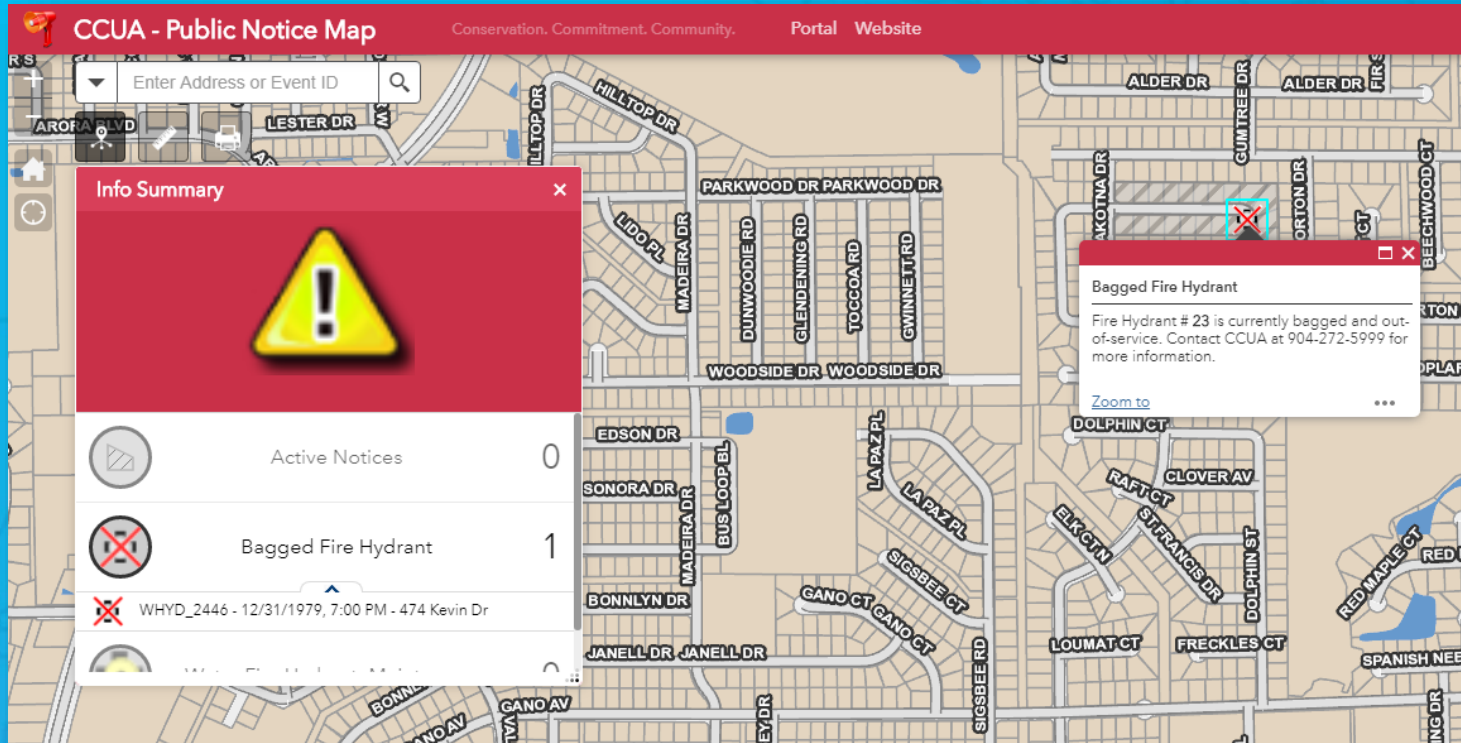 CCUA - Public Notice Map
Conservation. Commitment. Community.
Portal Website
Enter Address or Event ID
ARORA BLVD
LESTER DR
HILLTOP DR
HILLTOP DR
ALDER DR
ALDER DR
GUMTREE DR
Info Summary
PARKWOOD DR PARKWOOD DR
LIDO PL
MADEIRA DR
DUNWOODIE RD
GLENDENING RD
TOCCOA RD
GWINNETT RD
BEECHWOOD CT
Bagged Fire Hydrant
Fire Hydrant # 23 is currently bagged and out-
of-service. Contact CCUA at 904-272-5999 for
more information.
Zoom to
WOODSIDE DR WOODSIDE DR
Active Notices 0
Bagged Fire Hydrant 1
WHYD_2446 - 12/31/1979, 7:00 PM - 474 Kevin Dr
EDSON DR
SONORA DR
MADEIRA DR
BUS LOOP BL
LA PAZ PL
LA PAZ PL
DOLPHIN CT
CLOVER AV
RAFT CT
ELK CT N
ST FRANCIS DR
DOLPHIN ST
RED MAPLE CT
RED
SIGSBEE CT
BONNLYN DR
GANO CT
GANO CT
JANELL DR JANELL DR
SIGSBEE RD
LOUMAT CT
FRECKLES CT
SPANISH NEE
GANO AV